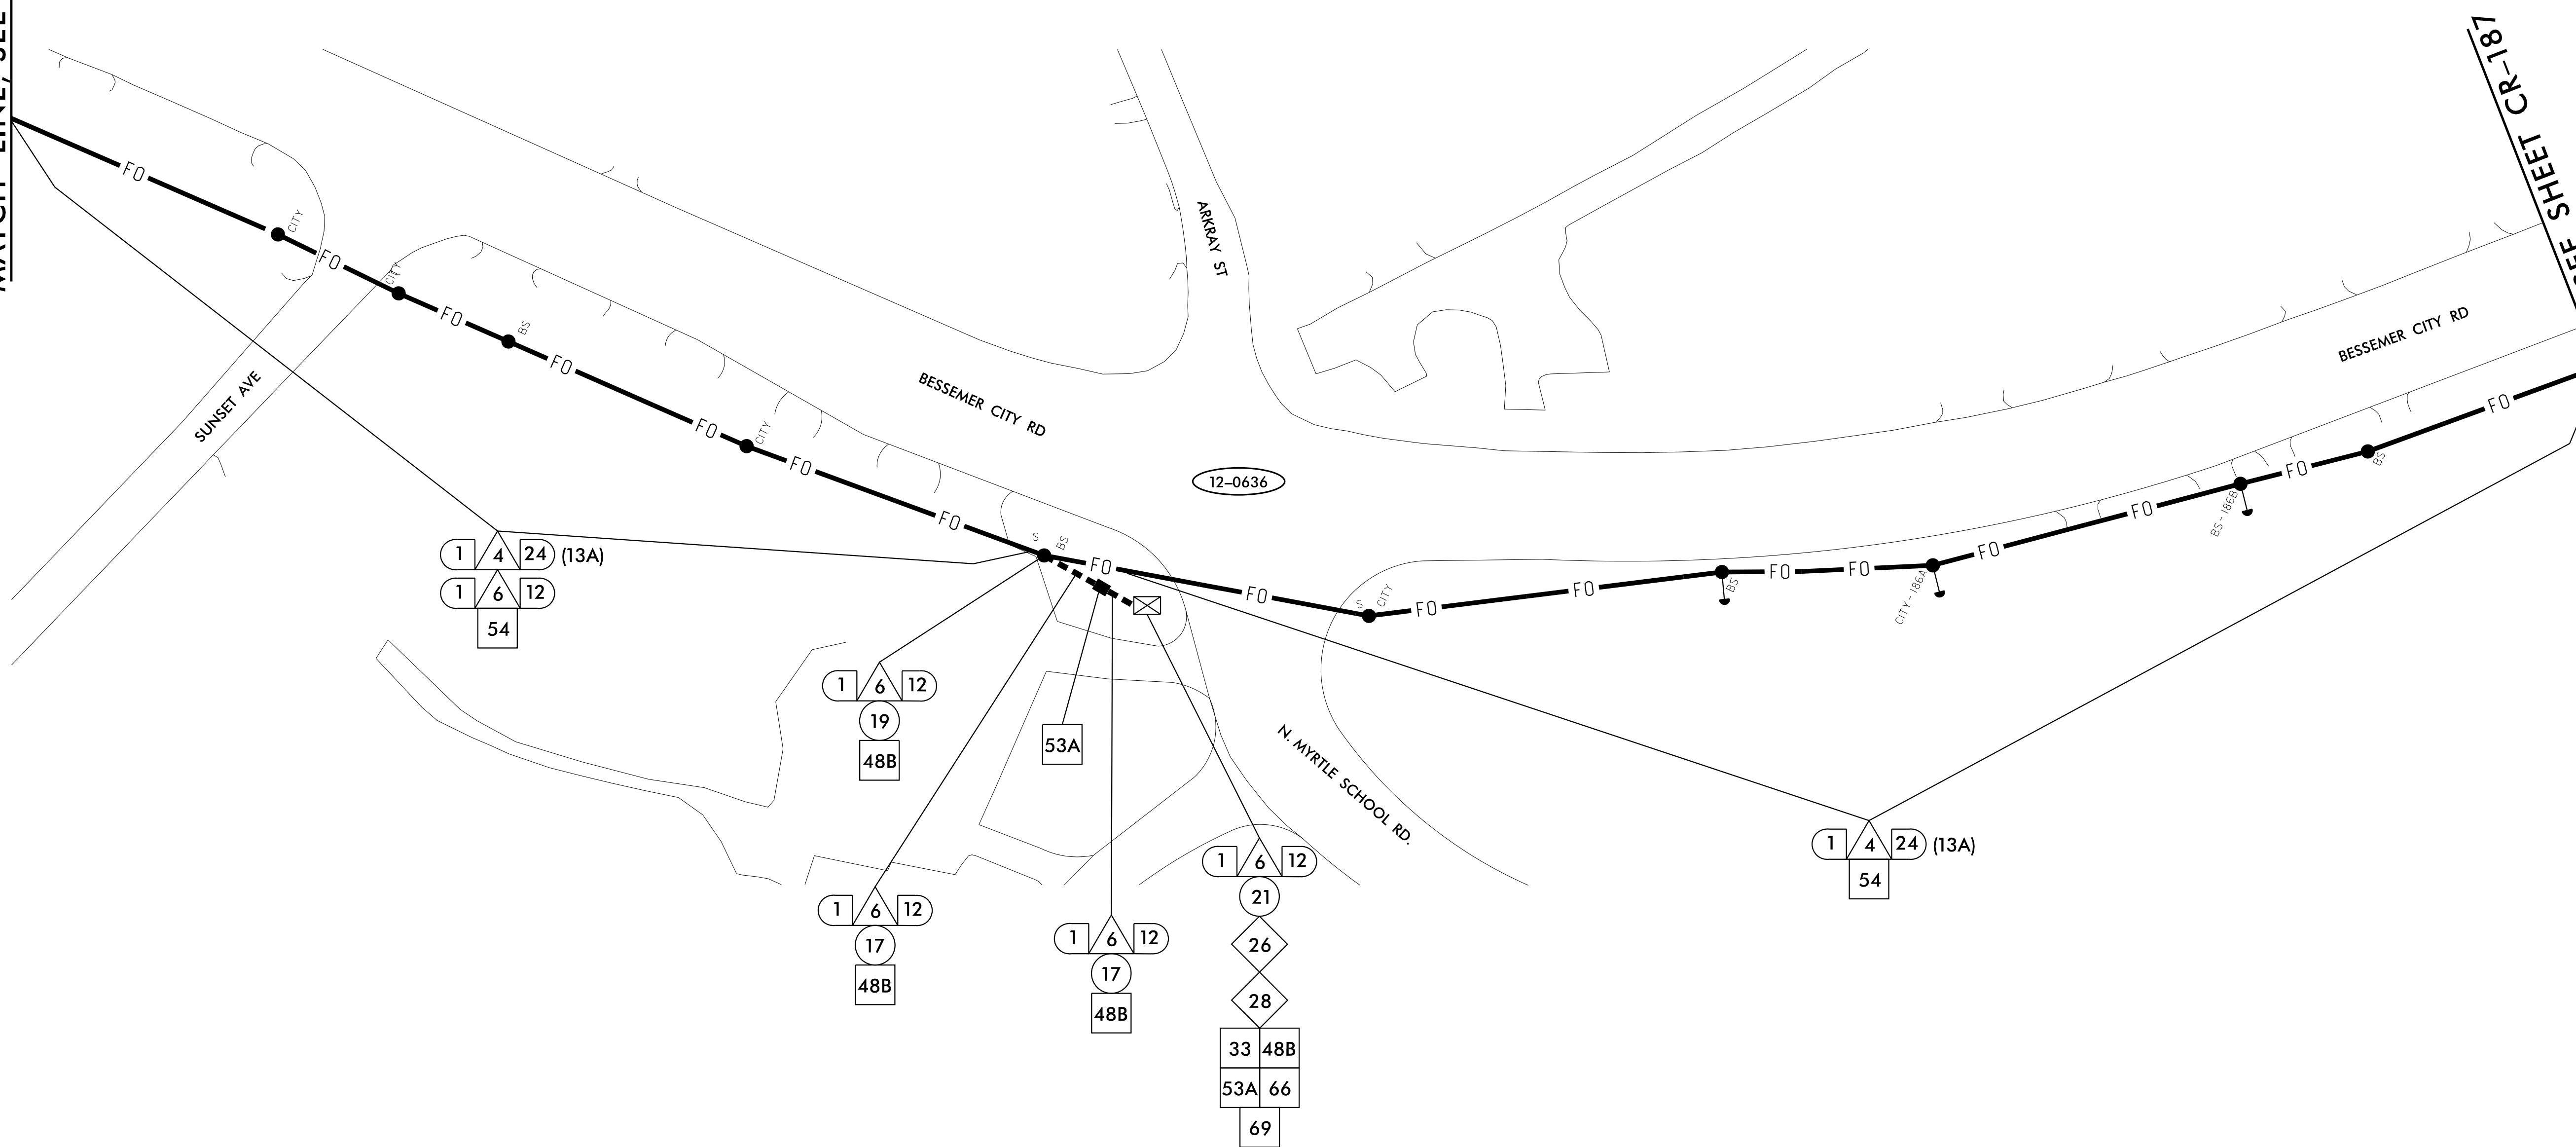 SEE SHEET CR-187
FO
CITY
FO
CITY
FO
BS
FO
FO
CITY
FO
FO
SUNSET AVE
ARKRAY ST
BESSEMER CITY RD
BESSEMER CITY RD
12-0636
S
BS
FO
FO
S
CITY
FO
FO
BS
FO
FO
CITY - 186A
FO
FO
BS - 186B
FO
BS
FO
N. MYRTLE SCHOOL RD.
1 4 24 (13A)
1 6 12
54
1 6 12
19
48B
53A
1 6 12
17
48B
1 6 12
17
48B
1 6 12
21
26
28
33 48B
53A 66
69
1 4 24 (13A)
54